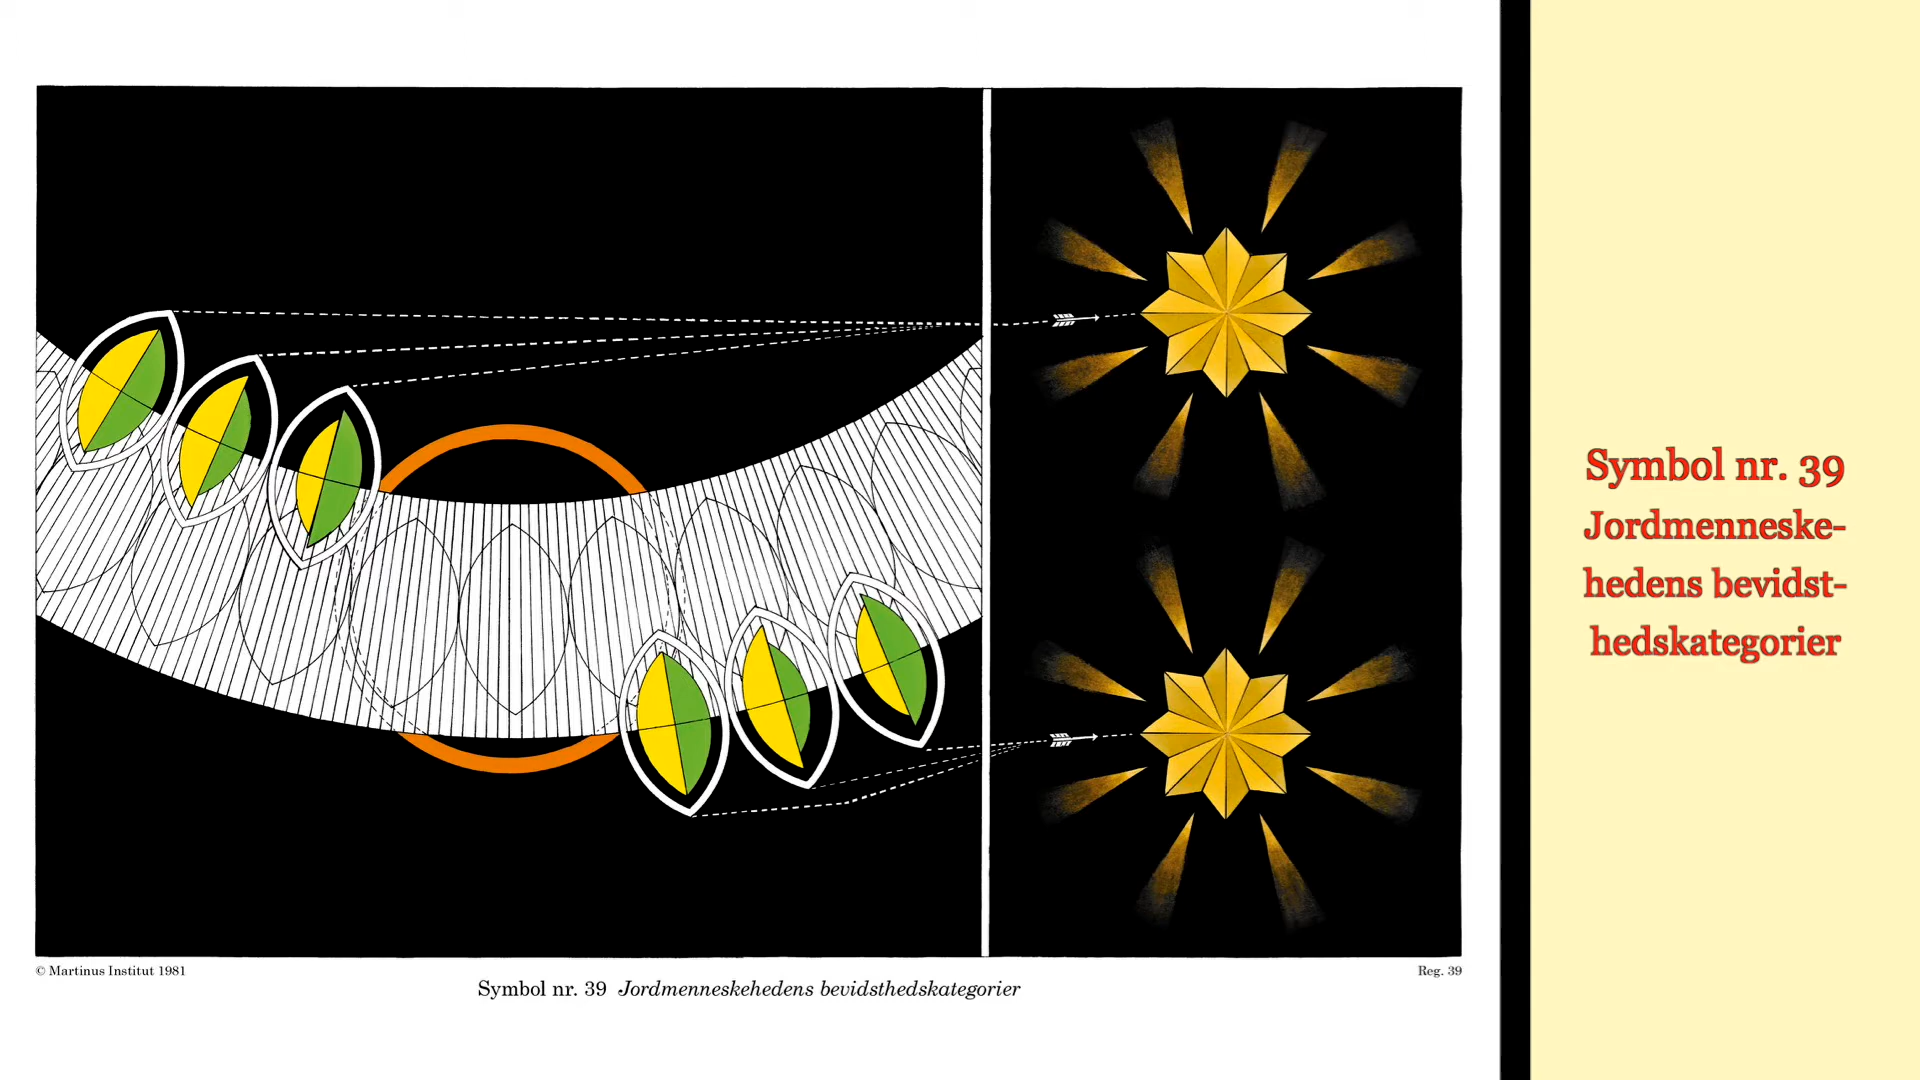 © Martinus Institut 1981
Reg. 39
Symbol nr. 39 Jordmenneskehedens bevidsthedskategorier
Symbol nr. 39
Jordmenneske-
hedens bevidst-
hedskategorier